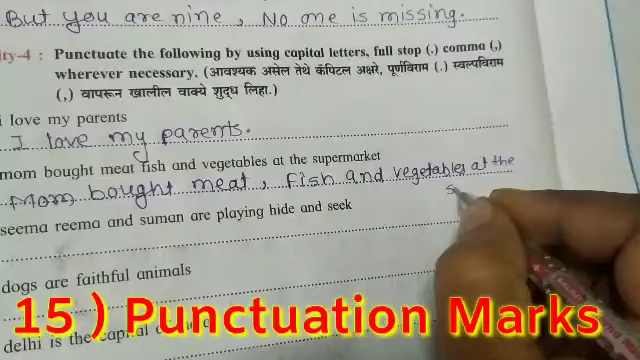 But you are nine, No one is missing.
ity-4 : Punctuate the following by using capital letters, full stop (.) comma (,)
wherever necessary. (आवश्यक असेल तेथे कॅपिटल अक्षरे, पूर्णविराम (.) स्वल्पविराम
(,) वापरून खालील वाक्ये शुद्ध लिहा.)
i love my parents
I love my parents.
mom bought meat fish and vegetables at the supermarket
Mom bought meat, fish and vegetables at the
s
seema reema and suman are playing hide and seek
dogs are faithful animals
15 ) Punctuation Marks
delhi is the capital